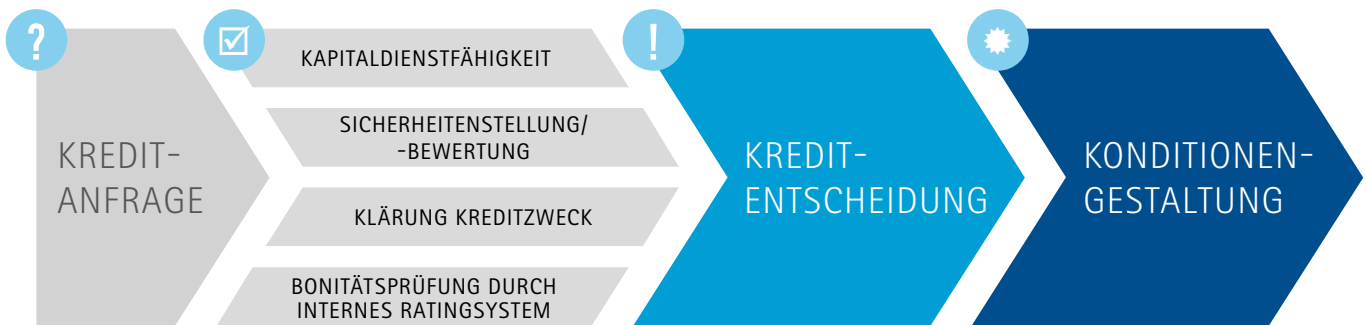 ?
KREDIT-
ANFRAGE
KAPITALDIENSTFÄHIGKEIT
SICHERHEITENSTELLUNG/
-BEWERTUNG
KLÄRUNG KREDITZWECK
BONITÄTSPRÜFUNG DURCH
INTERNES RATINGSYSTEM
!
KREDIT-
ENTSCHEIDUNG
KONDITIONEN-
GESTALTUNG